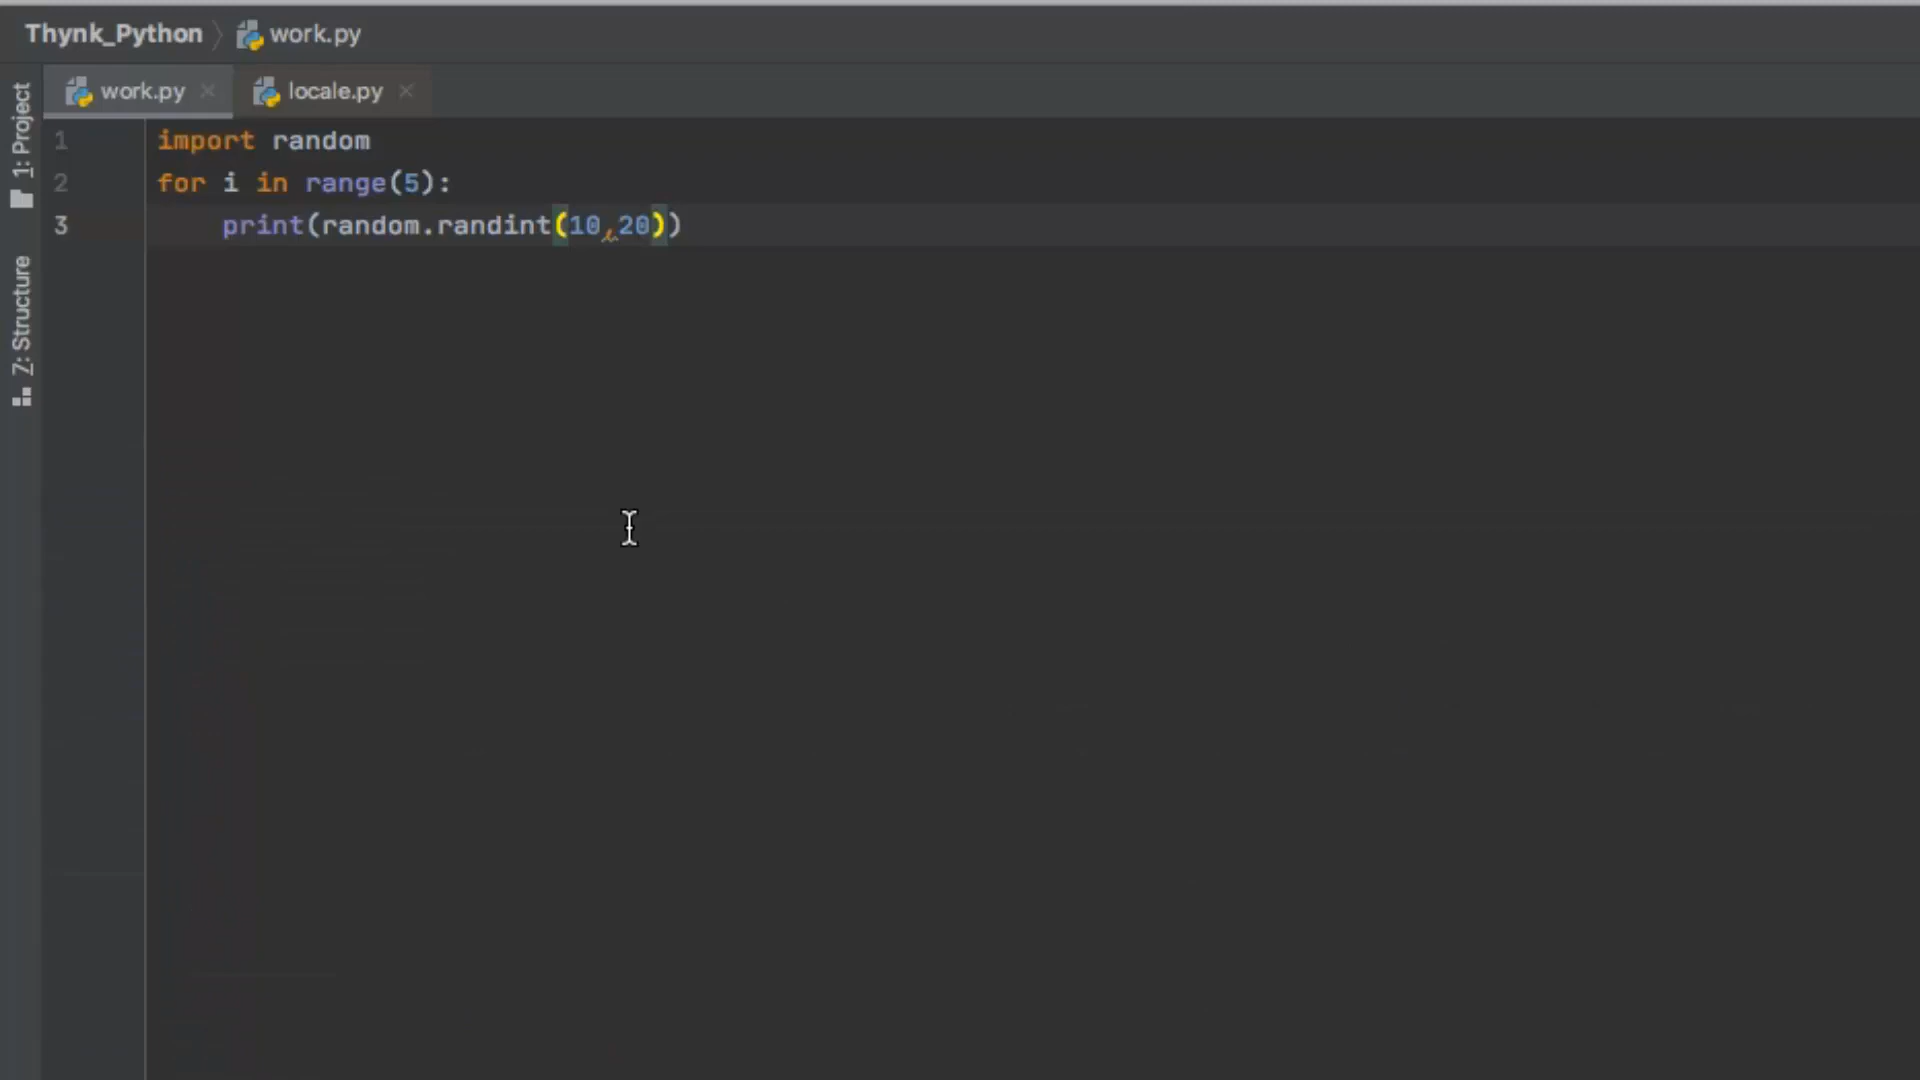 Thynk_Python work.py
work.py locale.py
1: Project
Z: Structure
1 import random
2 for i in range(5):
3 print(random.randint(10,20))